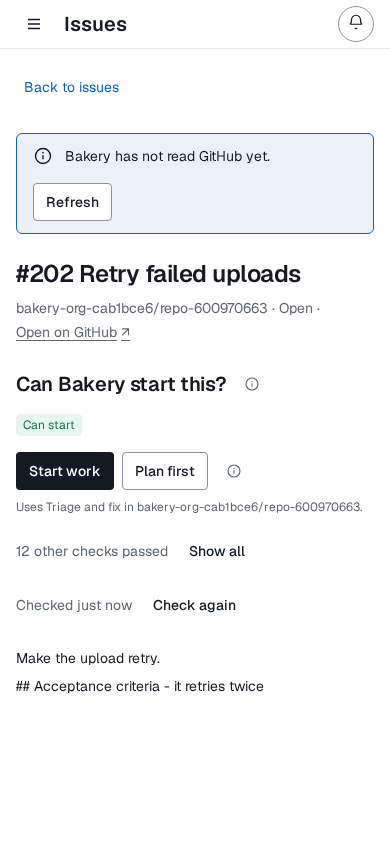 Issues
Back to issues
Bakery has not read GitHub yet.
Refresh
#202 Retry failed uploads
bakery-org-cab1bce6/repo-600970663 · Open ·
Open on GitHub ↗
Can Bakery start this?
Can start
Start work
Plan first
Uses Triage and fix in bakery-org-cab1bce6/repo-600970663.
12 other checks passed Show all
Checked just now Check again
Make the upload retry.
## Acceptance criteria - it retries twice